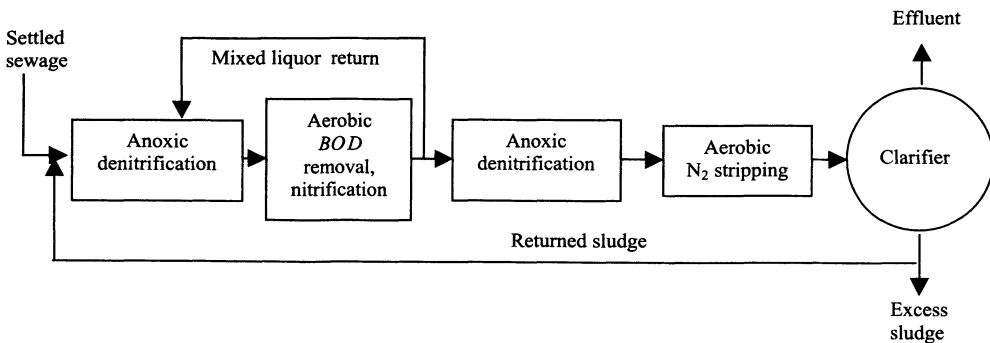 Effluent
Settled
sewage
Mixed liquor return
Anoxic
denitrification
Aerobic
BOD
removal,
nitrification
Anoxic
denitrification
Aerobic
N₂ stripping
Clarifier
Returned sludge
Excess
sludge